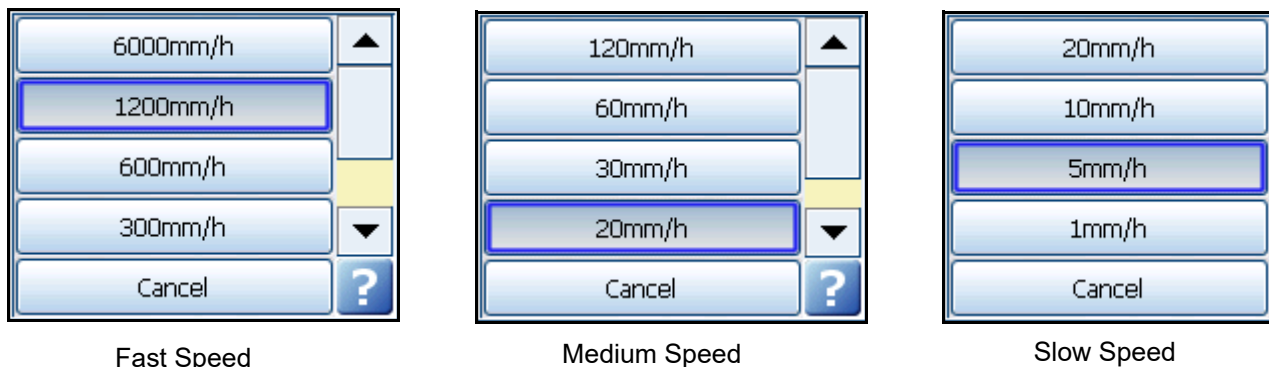 6000mm/h
1200mm/h
600mm/h
300mm/h
Cancel
?
Fast Speed
120mm/h
60mm/h
30mm/h
20mm/h
Cancel
?
Medium Speed
20mm/h
10mm/h
5mm/h
1mm/h
Cancel
Slow Speed